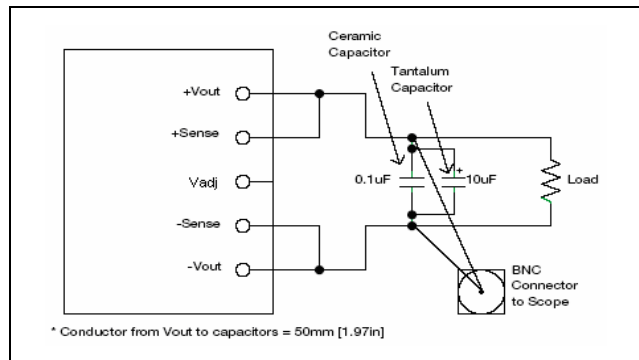 Ceramic
Capacitor
Tantalum
Capacitor
+Vout
+Sense
Vadj
-Sense
-Vout
0.1uF
+
10uF
Load
BNC
Connector
to Scope
* Conductor from Vout to capacitors = 50mm [1.97in]